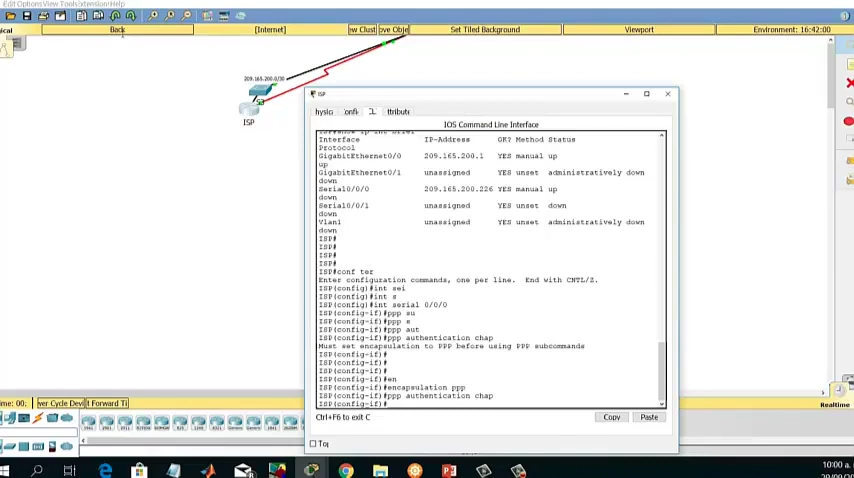 Edit Options View Tools Extension Help
Back
[Internet]
Set Tiled Background
Viewport
Environment: 16:42:00
209.165.200.0/30
ISP
ISP
IOS Command Line Interface
Interface IP-Address OK? Method Status
Protocol
GigabitEthernet0/0 209.165.200.1 YES manual up
up
GigabitEthernet0/1 unassigned YES unset administratively down
down
Serial0/0/0 209.165.200.226 YES manual up
down
Serial0/0/1 unassigned YES unset down
down
Vlan1 unassigned YES unset administratively down
down
ISP#
ISP#
ISP#
ISP#
ISP#conf ter
Enter configuration commands, one per line. End with CNTL/Z.
ISP(config)#int sei
ISP(config)#int s
ISP(config)#int serial 0/0/0
ISP(config-if)#ppp su
ISP(config-if)#ppp s
ISP(config-if)#ppp aut
ISP(config-if)#ppp authentication chap
Must set encapsulation to PPP before using PPP subcommands
ISP(config-if)#
ISP(config-if)#
ISP(config-if)#
ISP(config-if)#en
ISP(config-if)#encapsulation ppp
ISP(config-if)#ppp authentication chap
ISP(config-if)#
Ctrl+F6 to exit C
Copy
Paste
Top
Realtime
10:00 a.